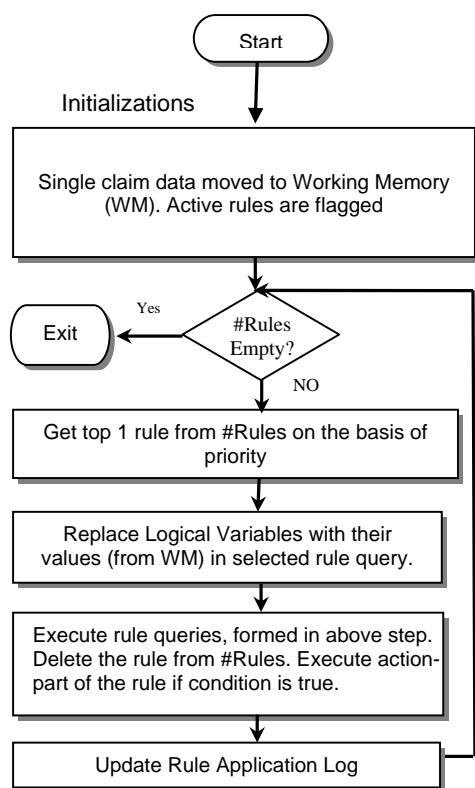 Start
Initializations
Single claim data moved to Working Memory
(WM). Active rules are flagged
Yes
Exit
#Rules
Empty?
NO
Get top 1 rule from #Rules on the basis of
priority
Replace Logical Variables with their
values (from WM) in selected rule query.
Execute rule queries, formed in above step.
Delete the rule from #Rules. Execute action-
part of the rule if condition is true.
Update Rule Application Log